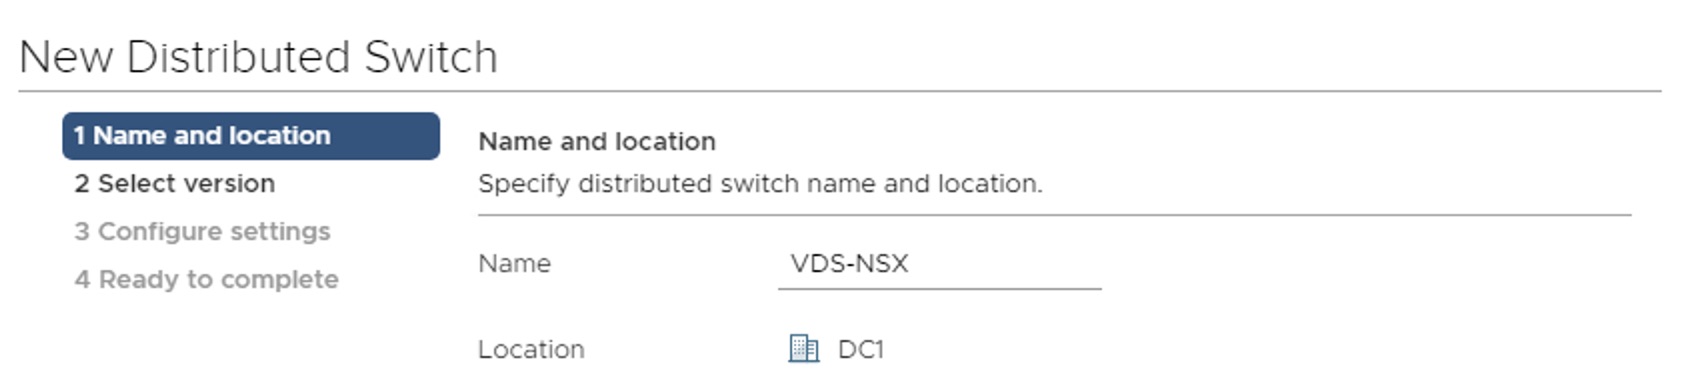 New Distributed Switch
1 Name and location
2 Select version
3 Configure settings
4 Ready to complete
Name and location
Specify distributed switch name and location.
Name VDS-NSX
Location DC1